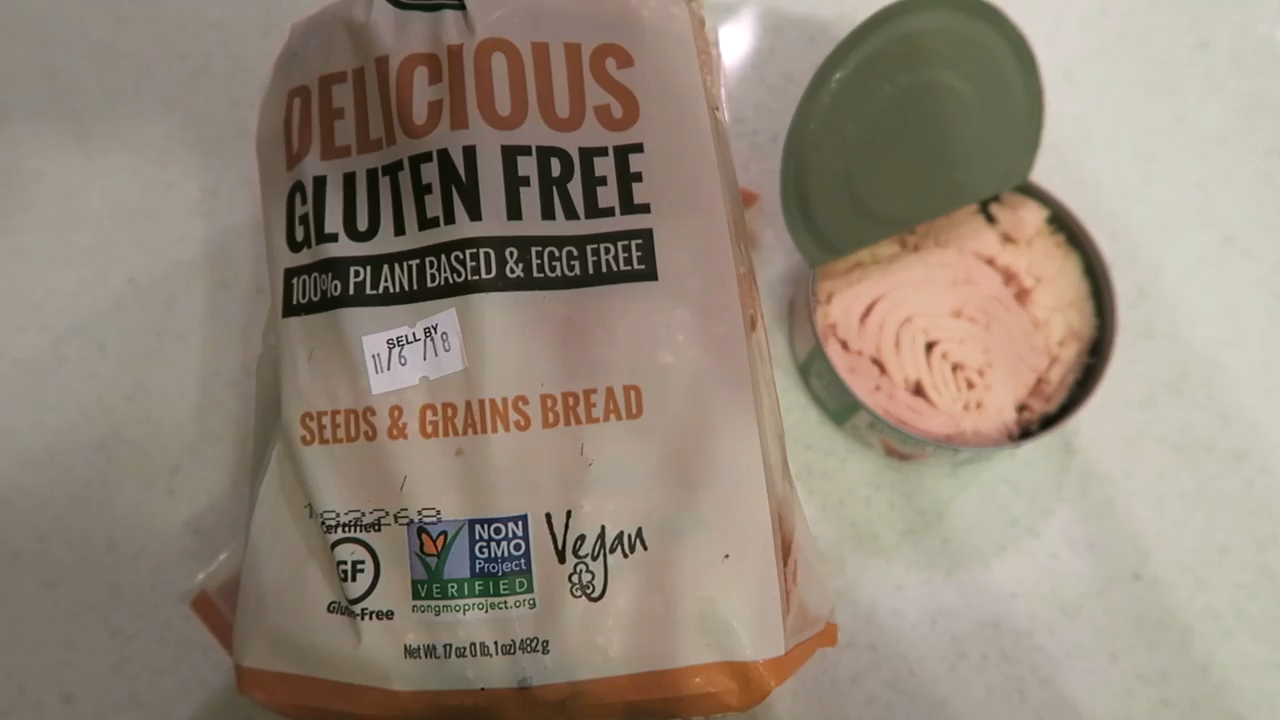 DELICIOUS
GLUTEN FREE
100% PLANT BASED & EGG FREE
SELL BY
11/6/18
SEEDS & GRAINS BREAD
Certified
GF
Gluten-Free
NON
GMO
Project
VERIFIED
nongmoproject.org
Vegan
Net Wt. 17 oz (1 lb, 1 oz) 482g